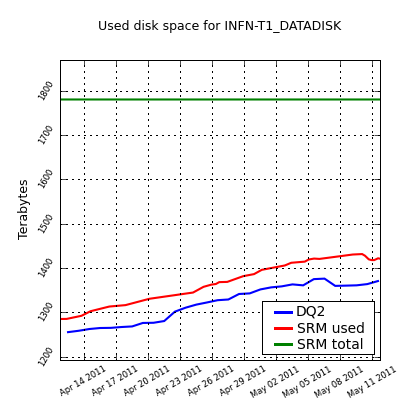 Used disk space for INFN-T1_DATADISK
Terabytes
1800
1700
1600
1500
1400
1300
1200
Apr 14 2011
Apr 17 2011
Apr 20 2011
Apr 23 2011
Apr 26 2011
Apr 29 2011
May 02 2011
May 05 2011
May 08 2011
May 11 2011
DQ2
SRM used
SRM total